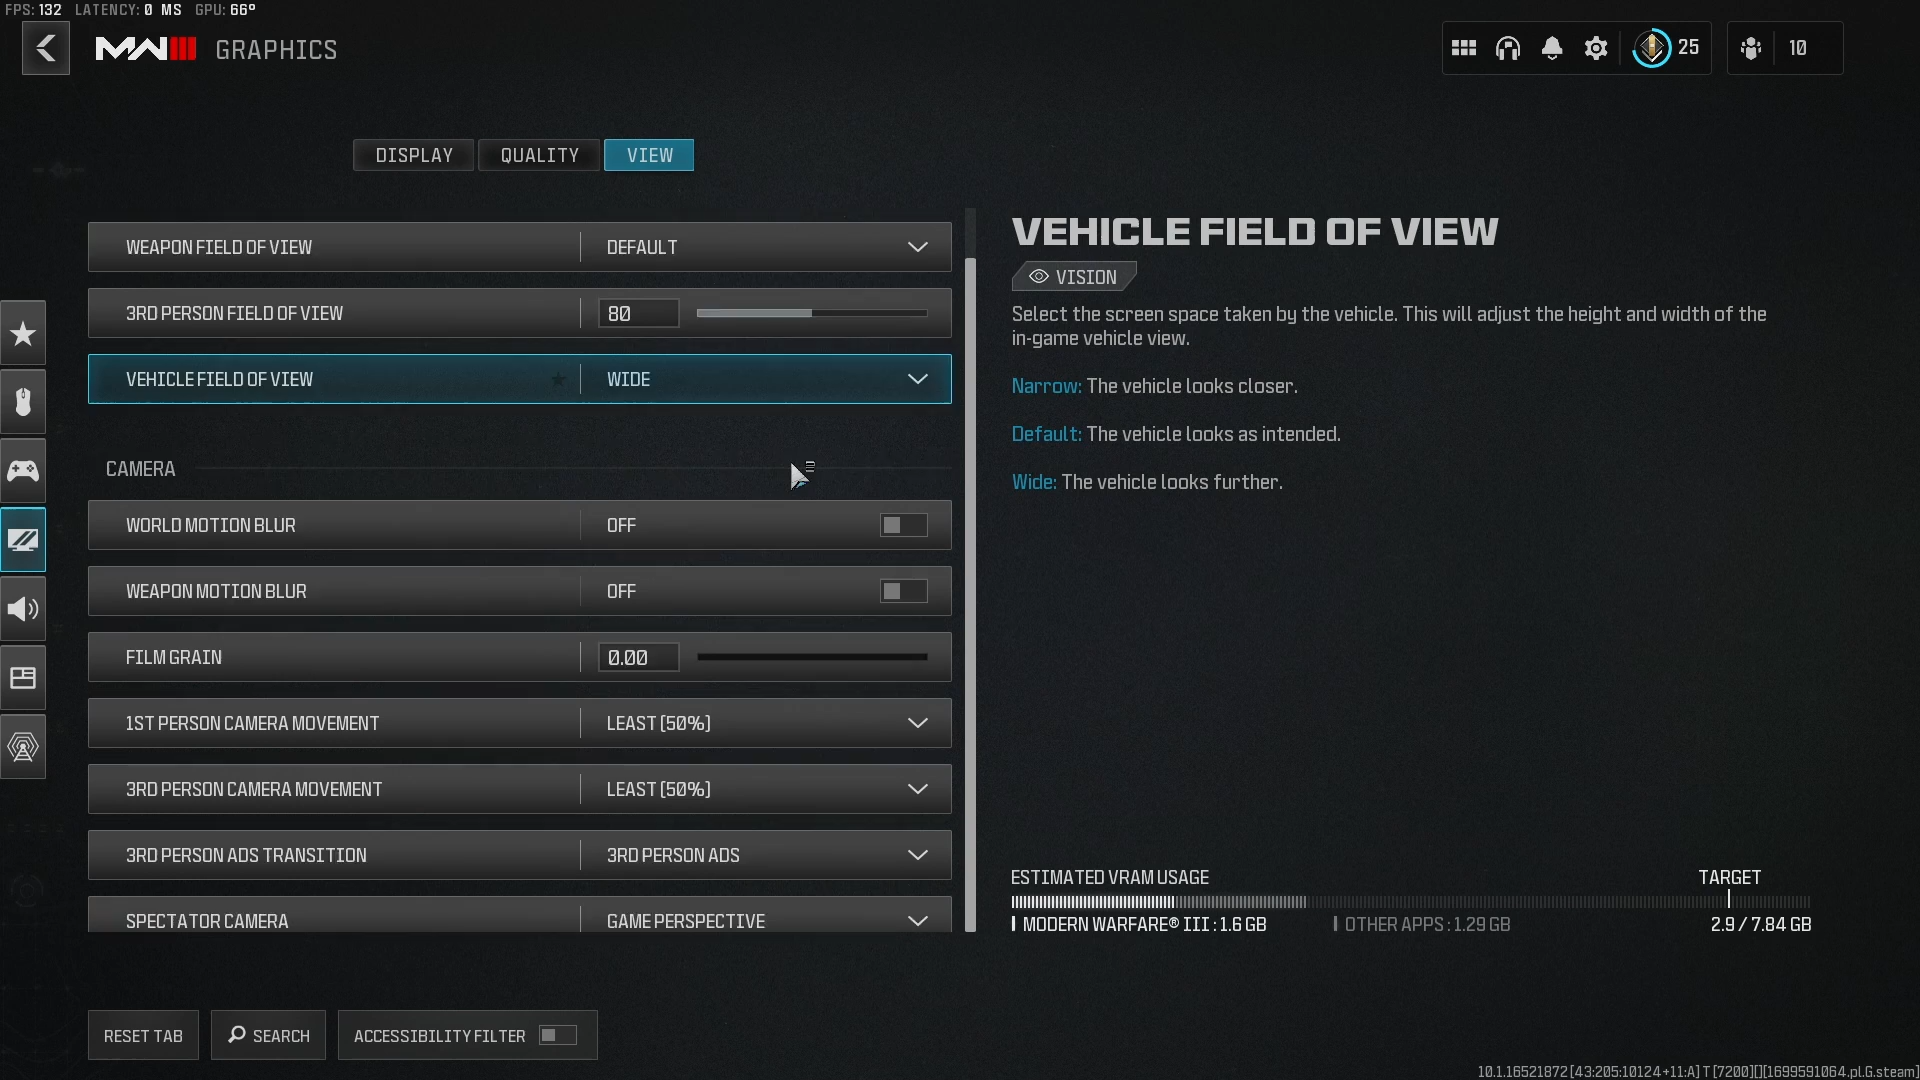 FPS: 132 LATENCY: 0 MS GPU: 66°
MWIII GRAPHICS
25
10
DISPLAY
QUALITY
VIEW
WEAPON FIELD OF VIEW
DEFAULT
3RD PERSON FIELD OF VIEW
80
VEHICLE FIELD OF VIEW
WIDE
CAMERA
WORLD MOTION BLUR
OFF
WEAPON MOTION BLUR
OFF
FILM GRAIN
0.00
1ST PERSON CAMERA MOVEMENT
LEAST (50%)
3RD PERSON CAMERA MOVEMENT
LEAST (50%)
3RD PERSON ADS TRANSITION
3RD PERSON ADS
SPECTATOR CAMERA
GAME PERSPECTIVE
VEHICLE FIELD OF VIEW
VISION
Select the screen space taken by the vehicle. This will adjust the height and width of the
in-game vehicle view.
Narrow: The vehicle looks closer.
Default: The vehicle looks as intended.
Wide: The vehicle looks further.
ESTIMATED VRAM USAGE
TARGET
MODERN WARFARE® III : 1.6 GB
OTHER APPS : 1.29 GB
2.9 / 7.84 GB
RESET TAB
SEARCH
ACCESSIBILITY FILTER
10.1.16521872 [43:205:10124+11:A] T [7200][][1699591064.pl.G.steam]